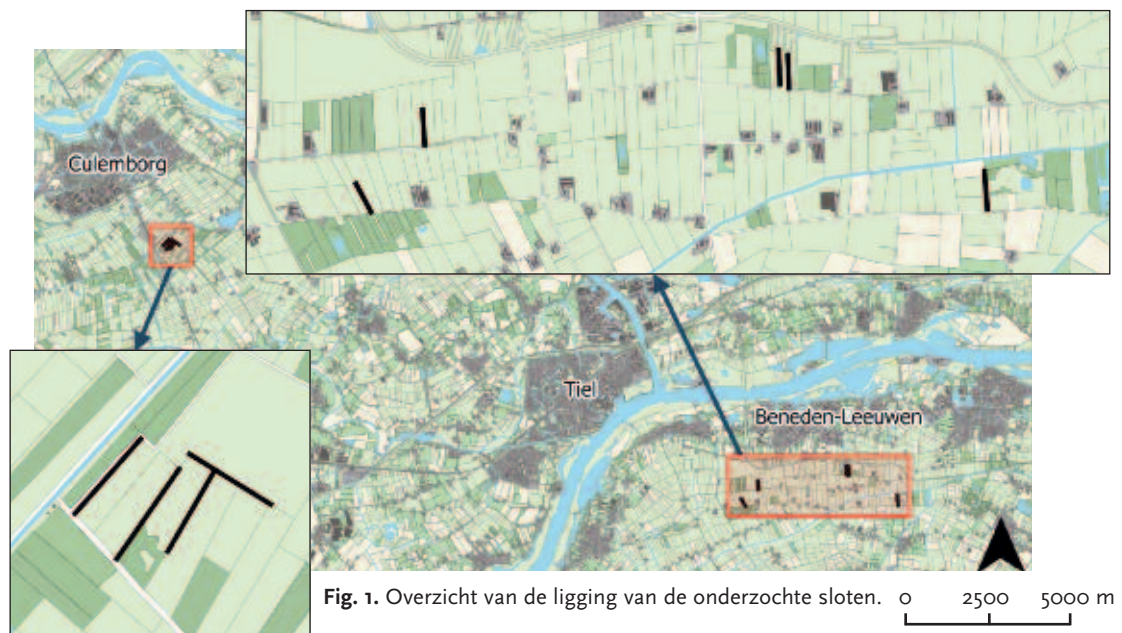 Culemborg
Tiel
Beneden-Leeuwen
Fig. 1. Overzicht van de ligging van de onderzochte sloten.
0 2500 5000 m